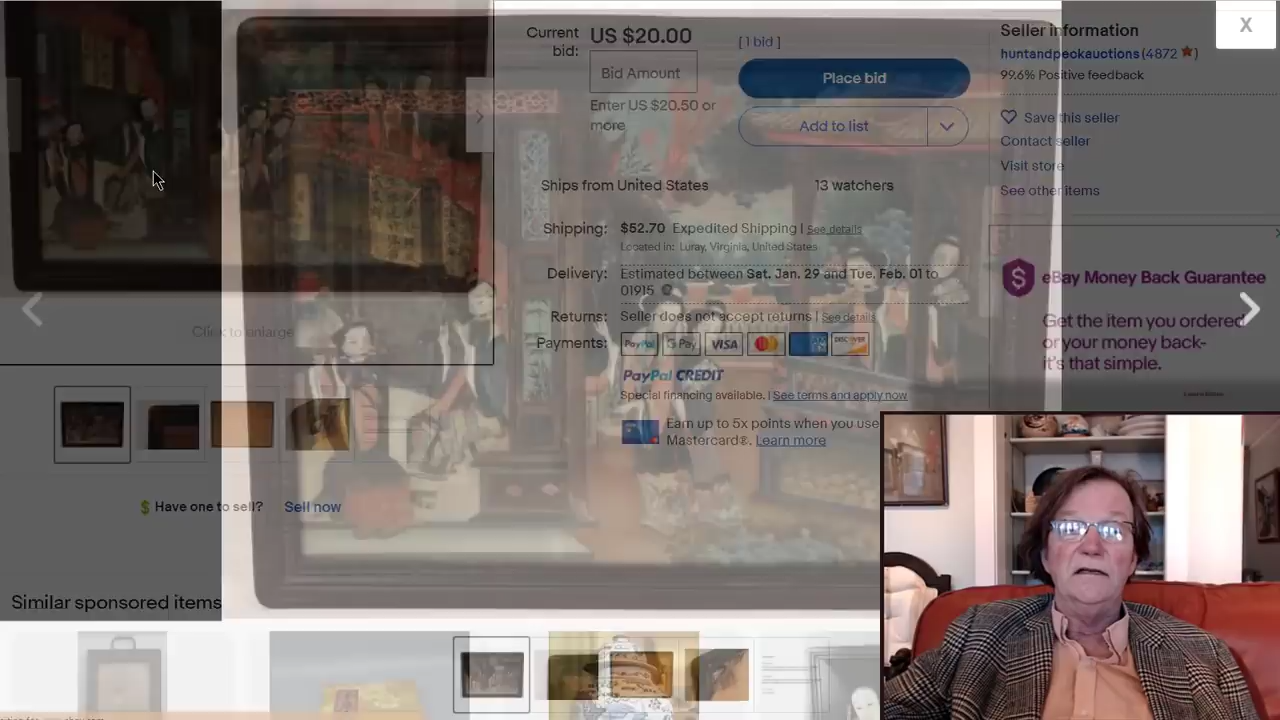 X
Seller information
huntandpeokauctions (4872 ★)
99.6% Positive feedback
Save this seller
Contact seller
Visit store
See other items
Current bid:
US $20.00
[ 1 bid ]
Bid Amount
Place bid
Enter US $20.50 or more
Add to list
Ships from United States
13 watchers
Shipping:
$52.70 Expedited Shipping | See details
Located in: Luray, Virginia, United States
Delivery:
Estimated between Sat. Jan. 29 and Tue. Feb. 01 to
01915
Returns:
Seller does not accept returns | See details
Payments:
PayPal
G Pay
VISA
DISCOVER
PayPal CREDIT
Special financing available. | See terms and apply now
Earn up to 5x points when you use
Mastercard®. Learn more
eBay Money Back Guarantee
Get the item you ordered
or your money back-
it's that simple.
Click to enlarge
$ Have one to sell?
Sell now
Similar sponsored items